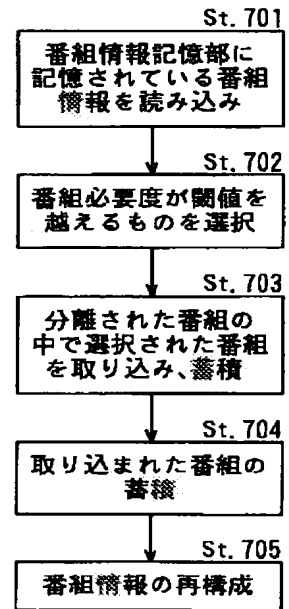 St.701
番組情報記憶部に
記憶されている番組
情報を読み込み
St.702
番組必要度が閾値を
越えるものを選択
St.703
分離された番組の
中で選択された番組
を取り込み、蓄積
St.704
取り込まれた番組の
蓄積
St.705
番組情報の再構成